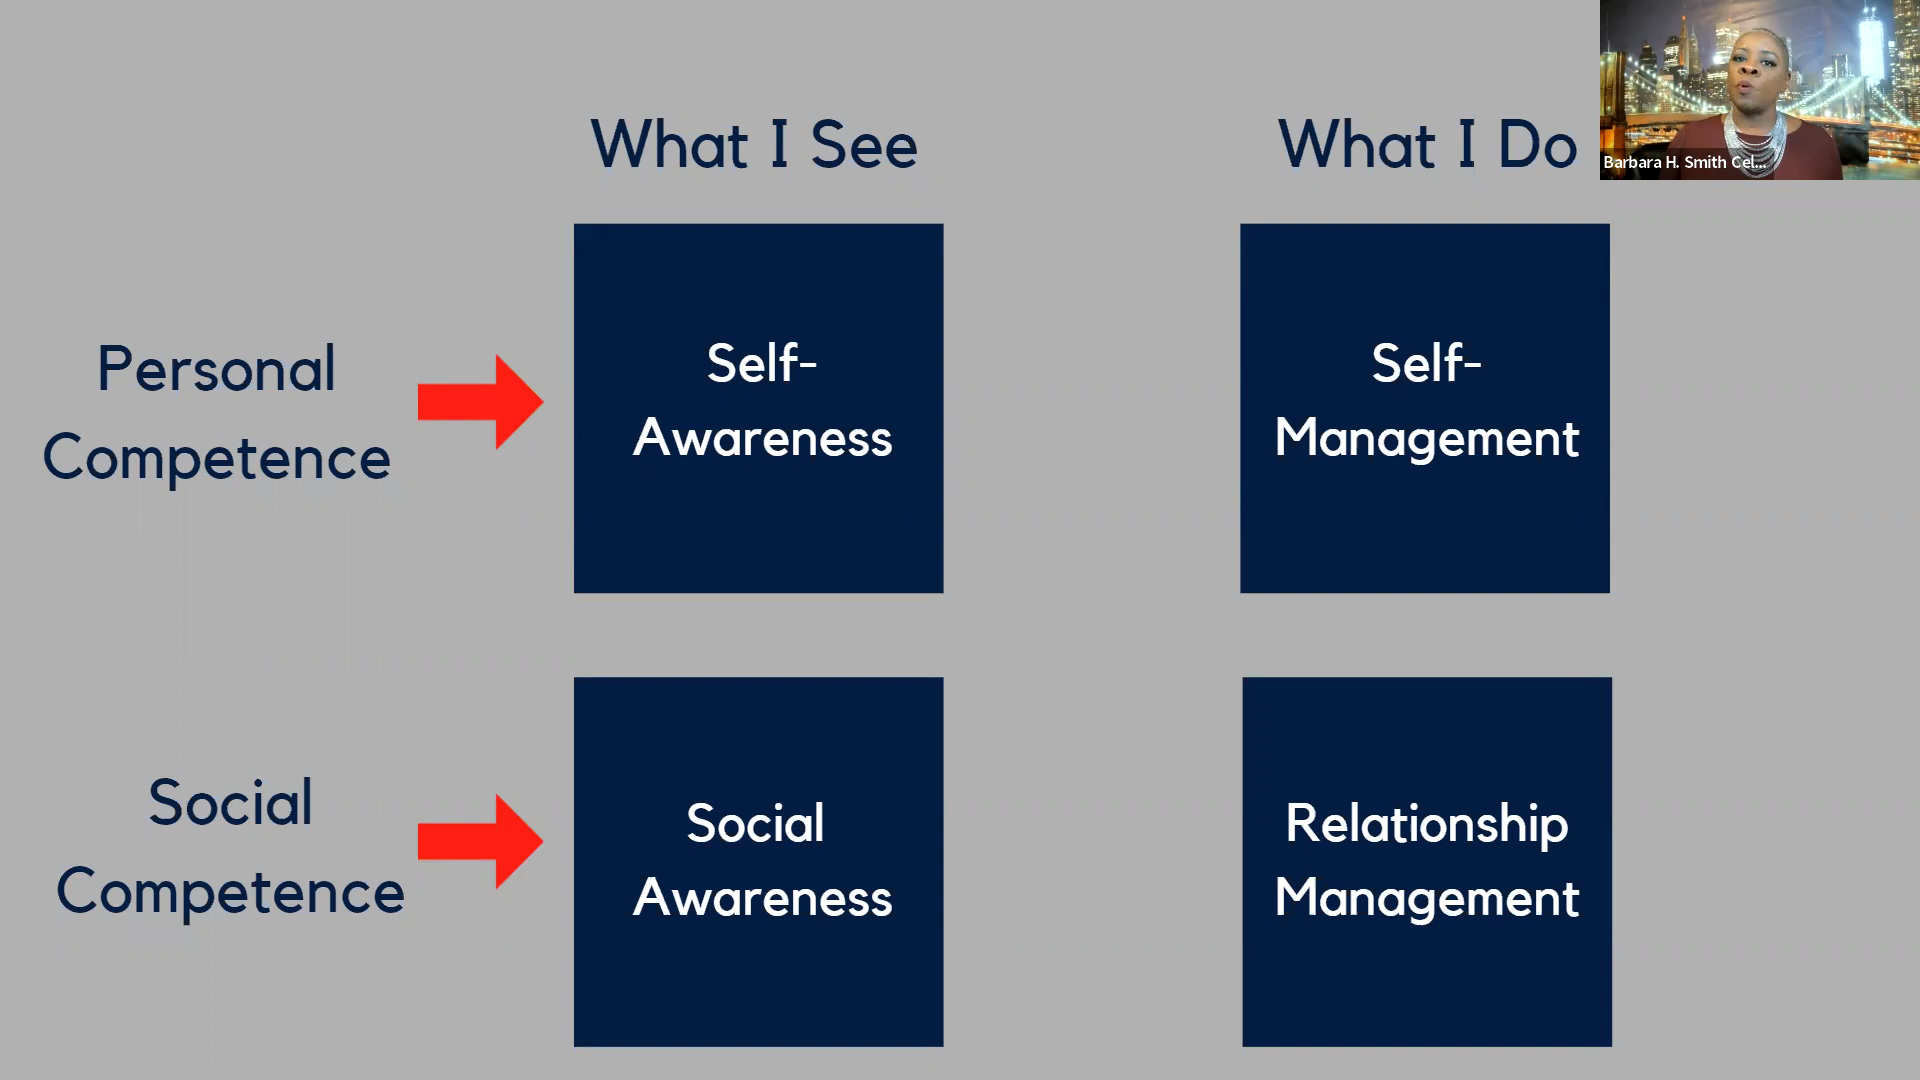 What I See
What I Do
Barbara H. Smith Cel...
Personal
Competence
Self-
Awareness
Self-
Management
Social
Competence
Social
Awareness
Relationship
Management